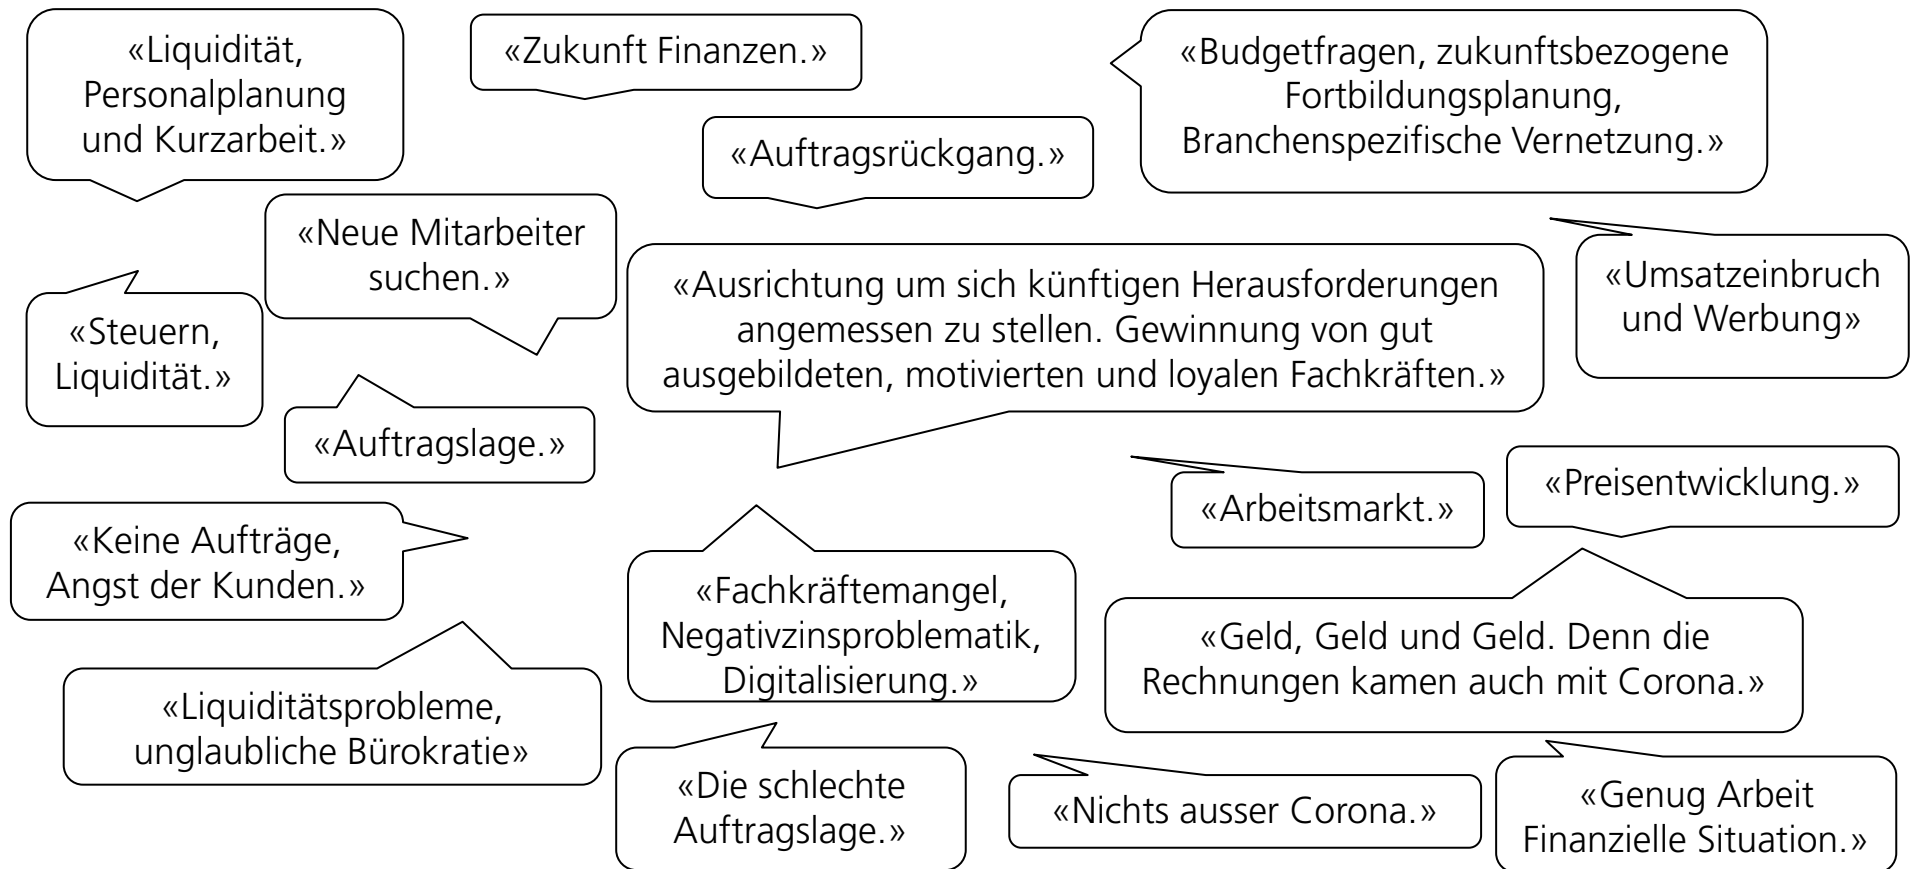 «Liquidität,
Personalplanung
und Kurzarbeit.»
«Zukunft Finanzen.»
«Budgetfragen, zukunftsbezogene
Fortbildungsplanung,
Branchenspezifische Vernetzung.»
«Auftragsrückgang.»
«Neue Mitarbeiter
suchen.»
«Ausrichtung um sich künftigen Herausforderungen
angemessen zu stellen. Gewinnung von gut
ausgebildeten, motivierten und loyalen Fachkräften.»
«Umsatzeinbruch
und Werbung»
«Steuern,
Liquidität.»
«Auftragslage.»
«Arbeitsmarkt.»
«Preisentwicklung.»
«Keine Aufträge,
Angst der Kunden.»
«Fachkräftemangel,
Negativzinsproblematik,
Digitalisierung.»
«Geld, Geld und Geld. Denn die
Rechnungen kamen auch mit Corona.»
«Liquiditätsprobleme,
unglaubliche Bürokratie»
«Die schlechte
Auftragslage.»
«Nichts ausser Corona.»
«Genug Arbeit
Finanzielle Situation.»